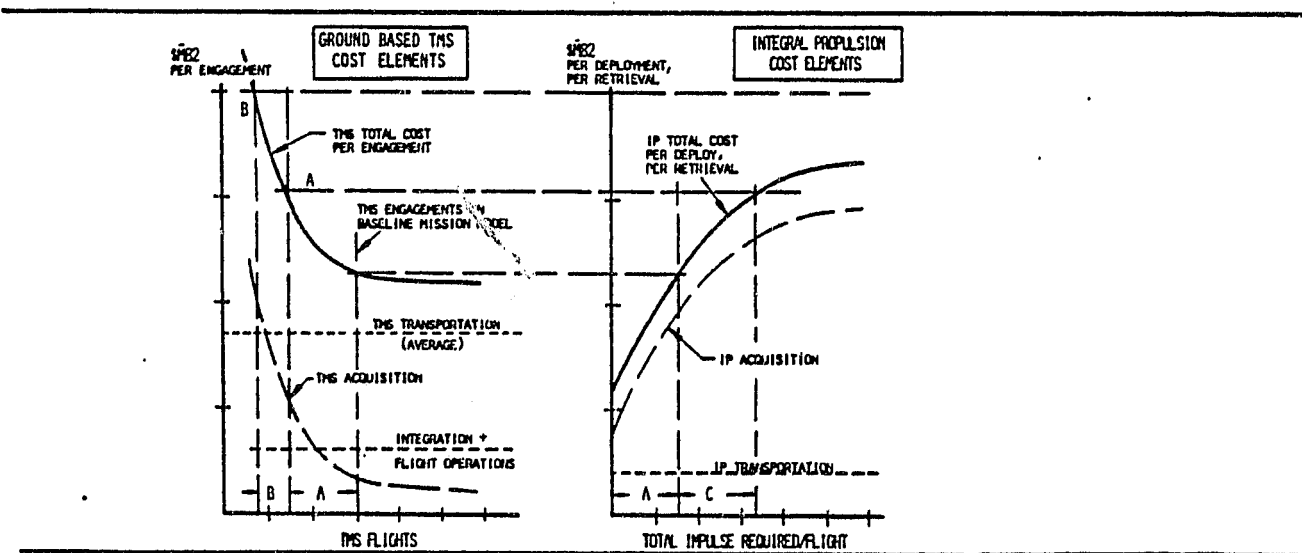 $MB2
PER ENGAGEMENT
GROUND BASED TMS
COST ELEMENTS
B
TMS TOTAL COST
PER ENGAGEMENT
A
TMS ENGAGEMENTS IN
BASELINE MISSION MODEL
TMS TRANSPORTATION
(AVERAGE)
TMS ACQUISITION
INTEGRATION +
FLIGHT OPERATIONS
B
A
TMS FLIGHTS
$MB2
PER DEPLOYMENT,
PER RETRIEVAL
INTEGRAL PROPULSION
COST ELEMENTS
IP TOTAL COST
PER DEPLOY,
PER RETRIEVAL
IP ACQUISITION
IP TRANSPORTATION
A
C
TOTAL IMPULSE REQUIRED/FLIGHT